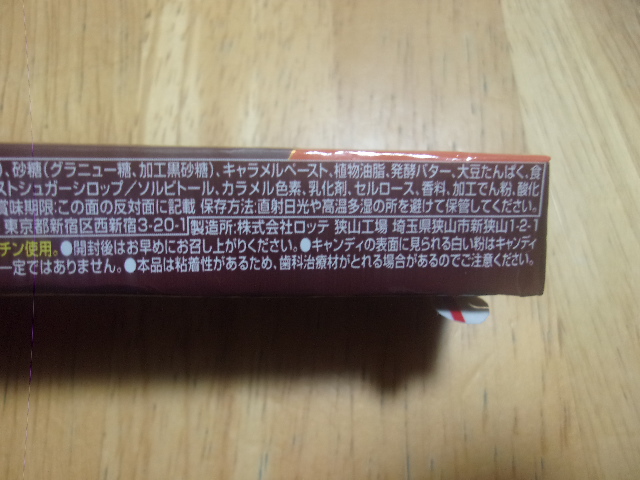 )、砂糖(グラニュー糖、加工黒砂糖)、キャラメルペースト、植物油脂、発酵バター、大豆たんぱく、食
ストシュガーシロップ/ソルビトール、カラメル色素、乳化剤、セルロース、香料、加工でん粉、酸化
賞味期限:この面の反対面に記載 保存方法:直射日光や高温多湿の所を避けて保管してください。
東京都新宿区西新宿3-20-1 製造所:株式会社ロッテ 狭山工場 埼玉県狭山市新狭山1-2-1
チン使用。●開封後はお早めにお召し上がりください。●キャンディの表面に見られる白い粉はキャン
一定ではありません。●本品は粘着性があるため、歯科治療材がとれる場合があるのでご注意ください。